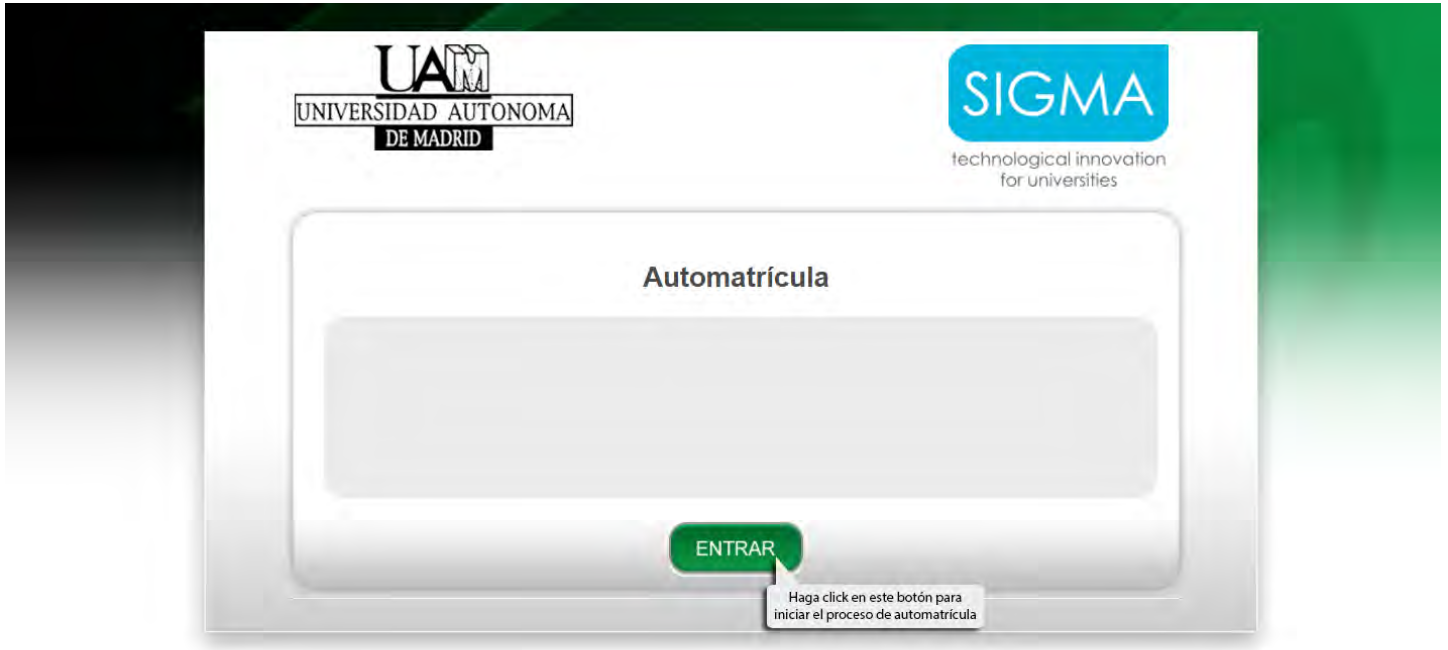 UAM
UNIVERSIDAD AUTONOMA
DE MADRID
SIGMA
technological innovation
for universities
Automatrícula
ENTRAR
Haga click en este botón para
iniciar el proceso de automatrícula